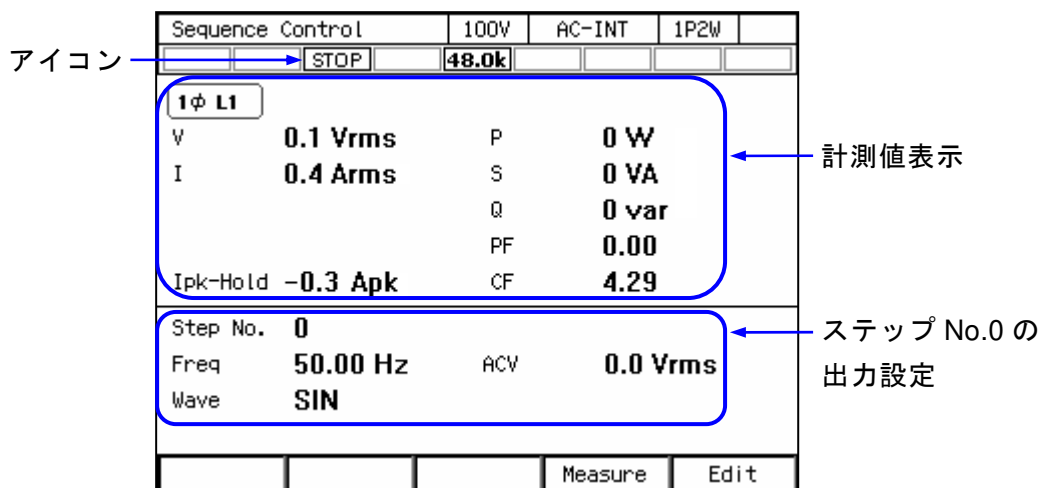 Sequence Control 100V AC-INT 1P2W
アイコン STOP 48.0k
1φ L1
V 0.1 Vrms P 0 W
計測値表示
I 0.4 Arms S 0 VA
Q 0 var
PF 0.00
Ipk-Hold -0.3 Apk CF 4.29
Step No. 0
ステップ No.0 の
出力設定
Freq 50.00 Hz ACV 0.0 Vrms
Wave SIN
Measure Edit